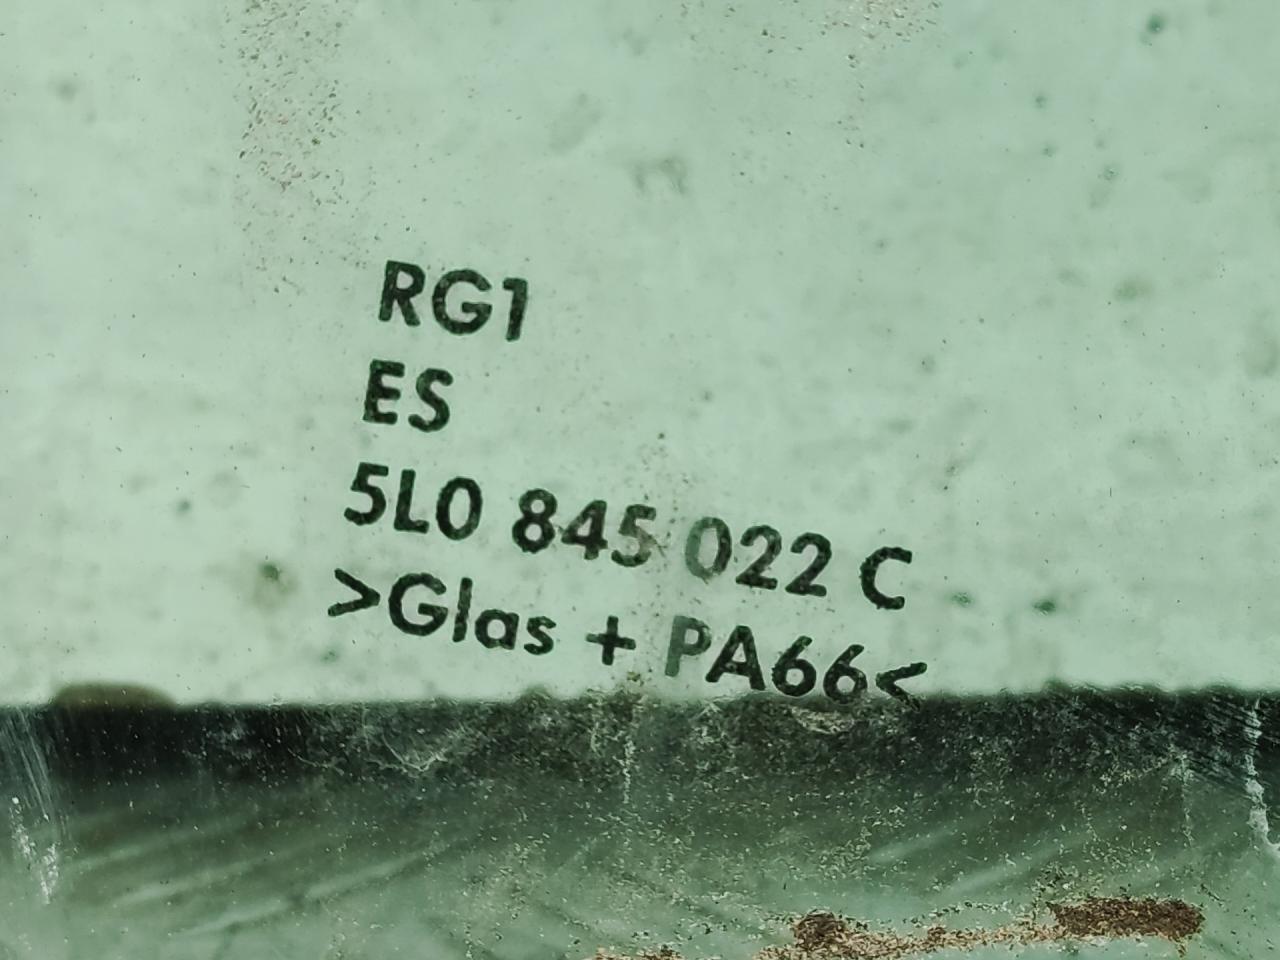 RG1
ES
5L0 845 022 C
>Glas + PA66<